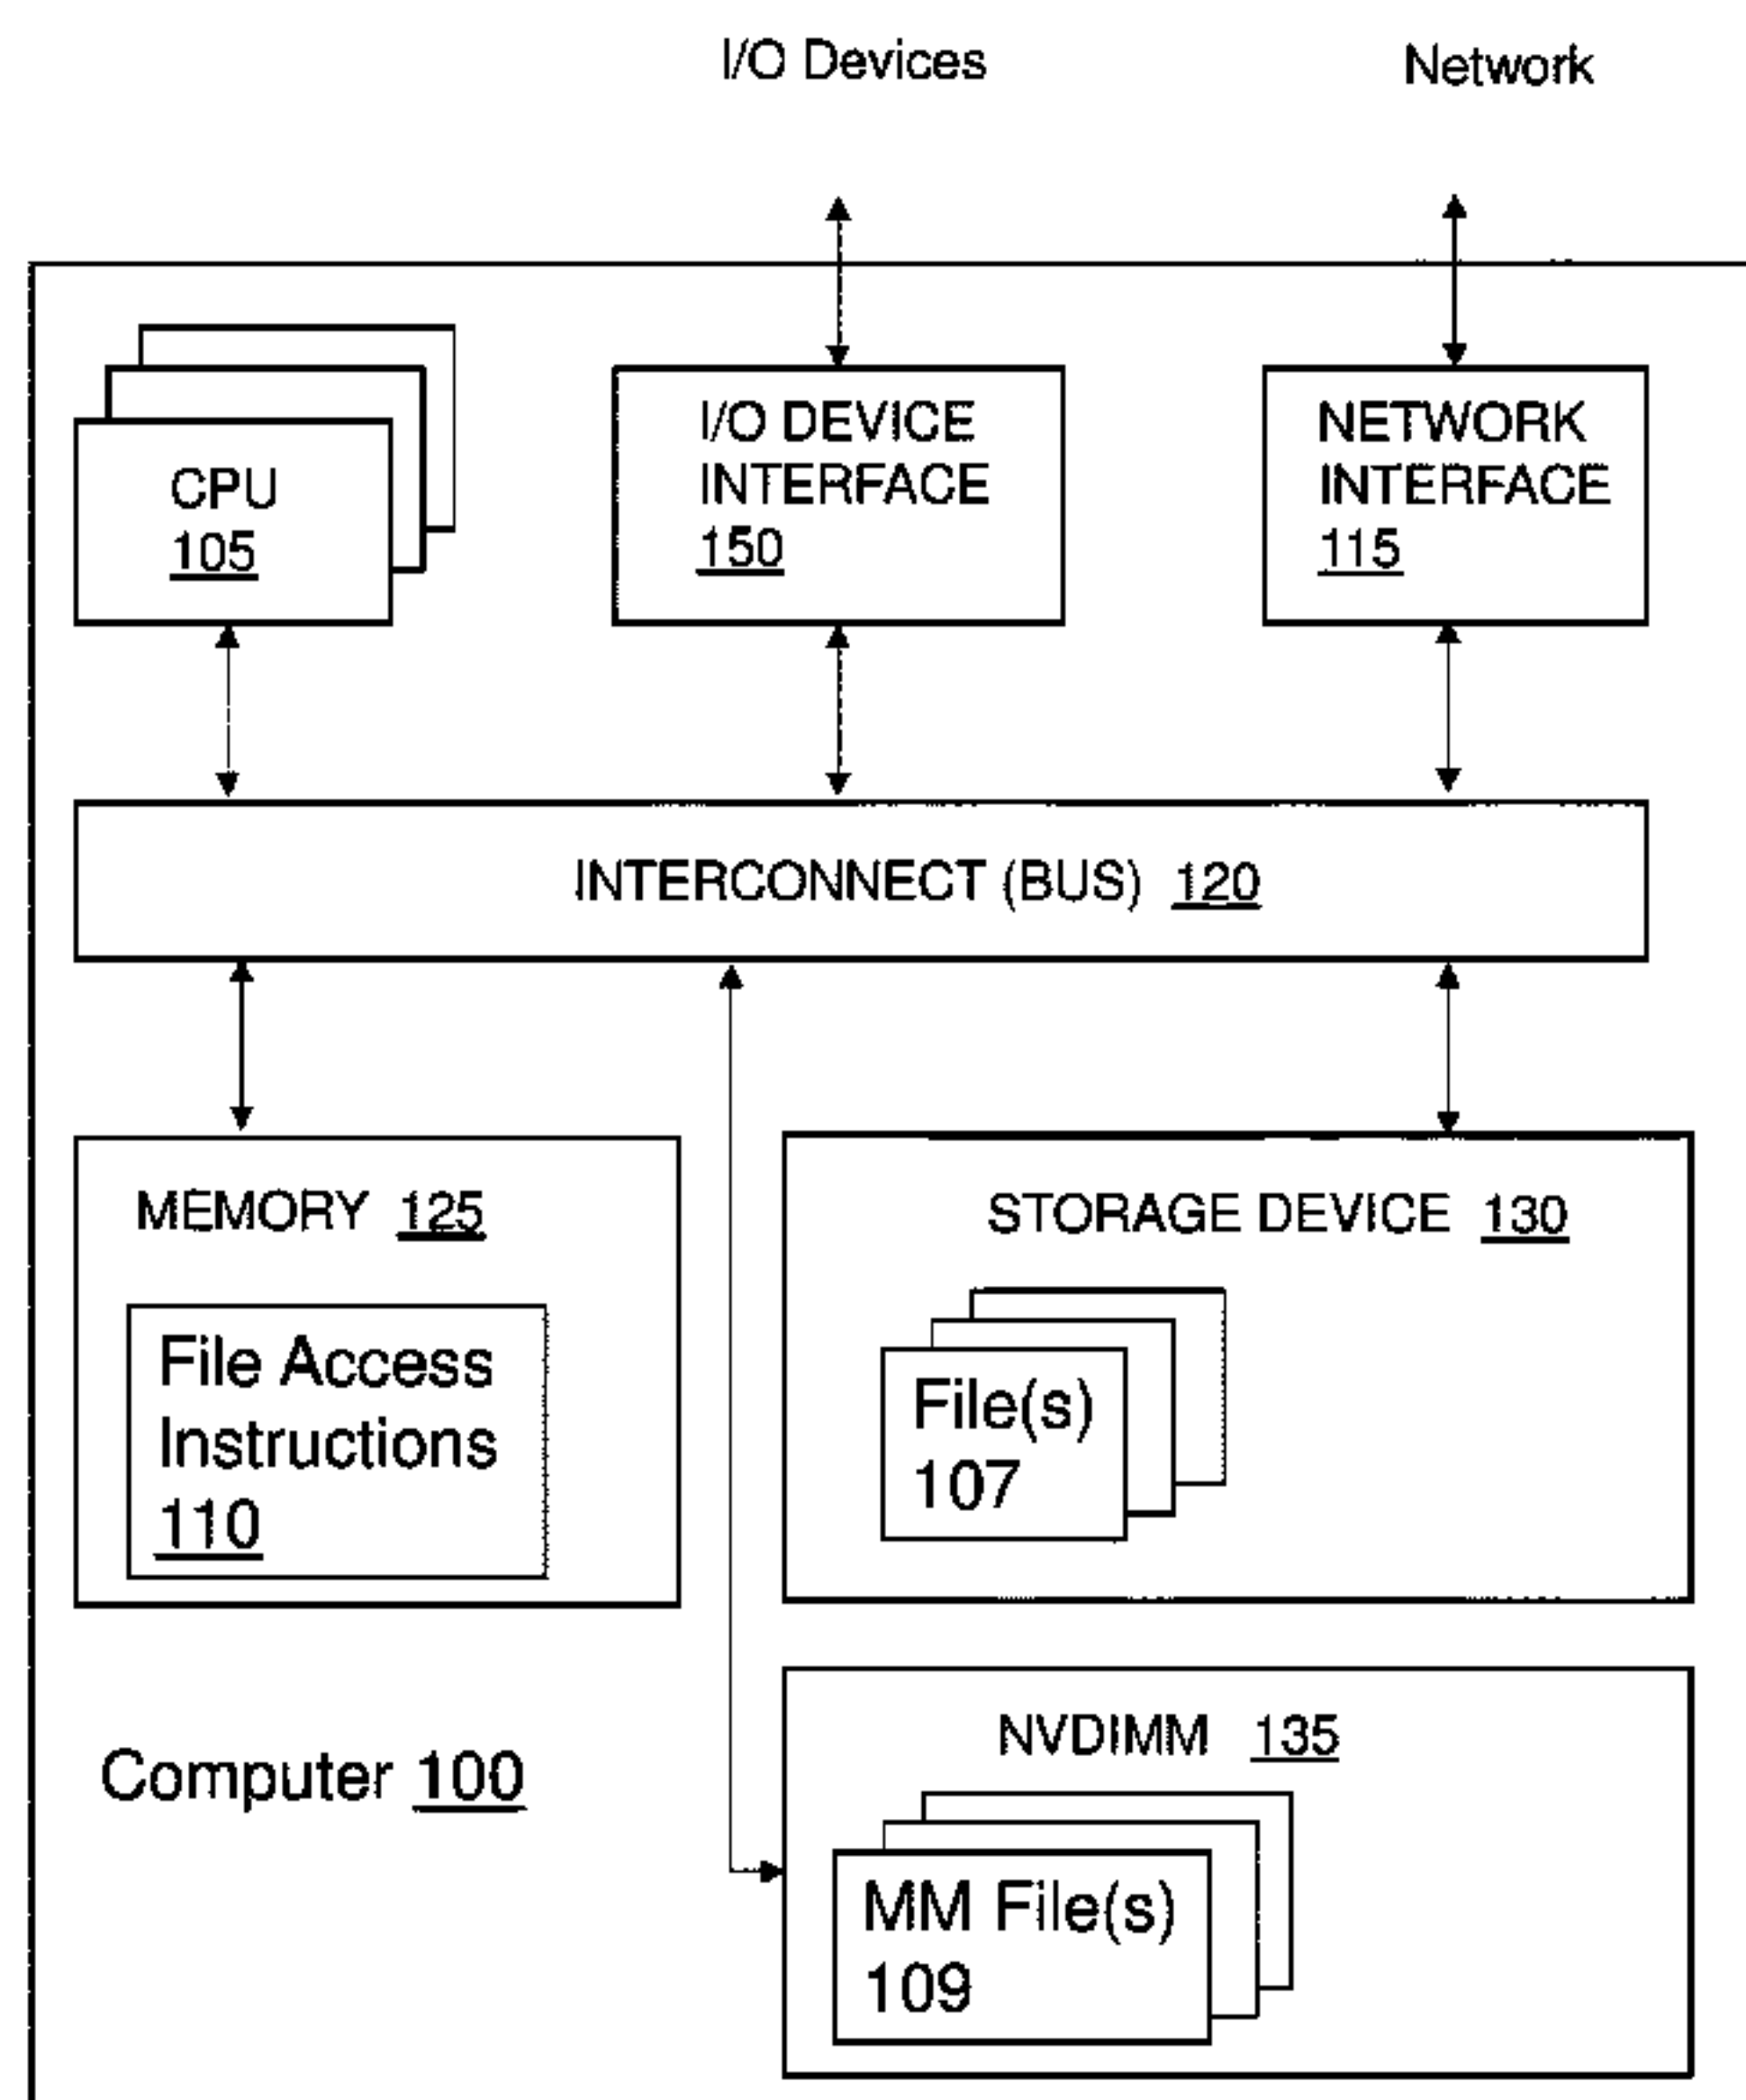 I/O Devices
Network
CPU
105
I/O DEVICE
INTERFACE
150
NETWORK
INTERFACE
115
INTERCONNECT (BUS) 120
MEMORY 125
File Access
Instructions
110
STORAGE DEVICE 130
File(s)
107
Computer 100
NVDIMM 135
MM File(s)
109